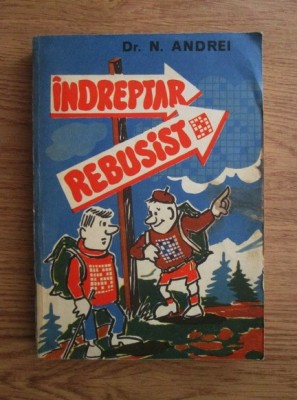 Dr. N. ANDREI
ÎNDREPTAR
REBUSIST